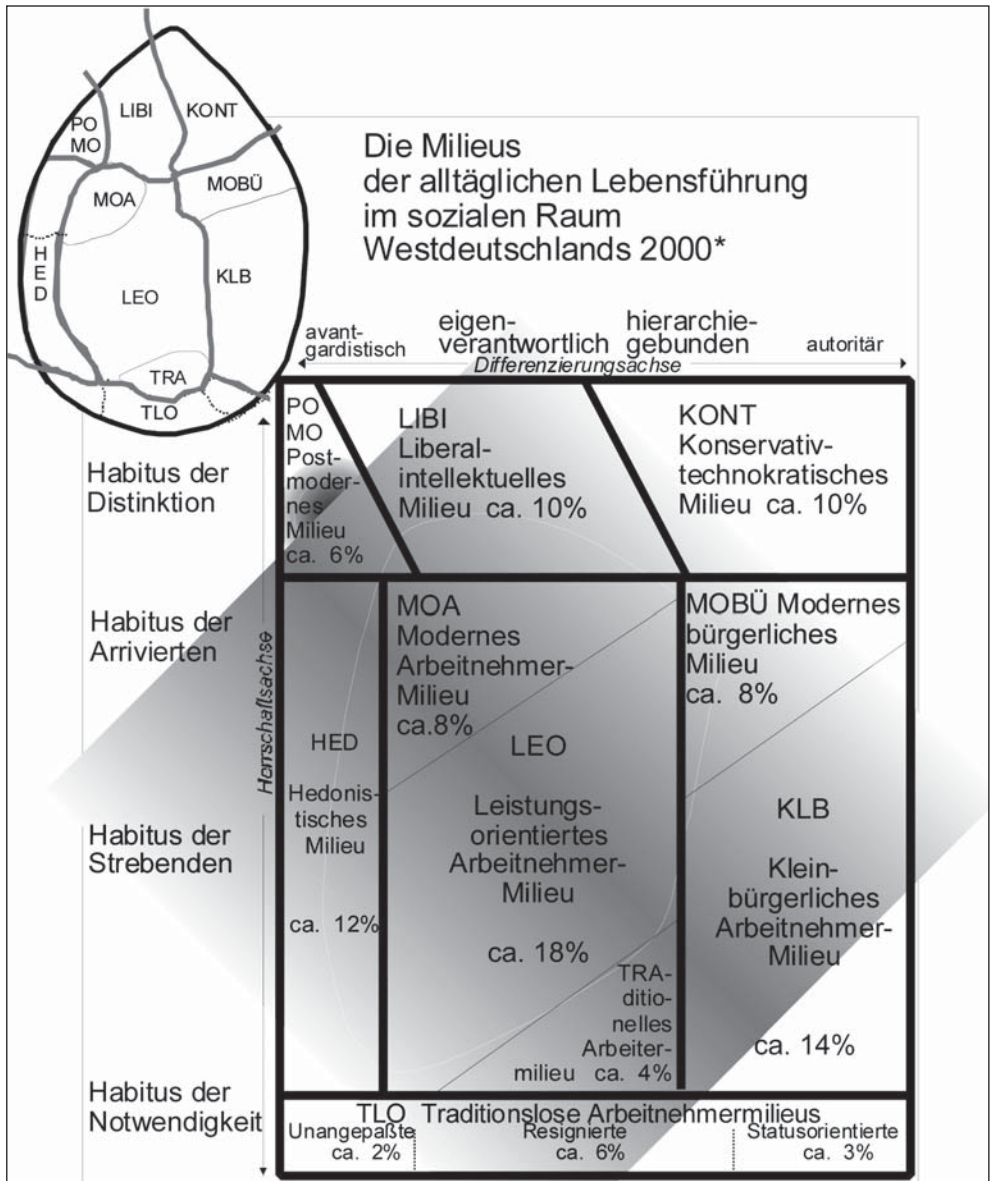 LIBI
KONT
PO
MO
MOA
MOBÜ
H
E
D
LEO
KLB
TRA
TLO
Die Milieus
der alltäglichen Lebensführung
im sozialen Raum
Westdeutschlands 2000*
avant-
gardistisch
eigen-
verantwortlich
hierarchie-
gebunden
autoritär
Differenzierungsachse
Habitus der
Distinktion
Habitus der
Arrivierten
Habitus der
Strebenden
Habitus der
Notwendigkeit
PO
MO
Post-
moder-
nes
Milieu
ca. 6%
LIBI
Liberal-
intellektuelles
Milieu ca. 10%
KONT
Konservativ-
technokratisches
Milieu ca. 10%
HED
Hedonis-
tisches
Milieu
ca. 12%
MOA
Modernes
Arbeitnehmer-
Milieu
ca.8%
LEO
Leistungs-
orientiertes
Arbeitnehmer-
Milieu
ca. 18%
TRA-
ditio-
nelles
Arbeiter-
milieu ca. 4%
MOBÜ Modernes
bürgerliches
Milieu
ca. 8%
KLB
Klein-
bürgerliches
Arbeitnehmer-
Milieu
ca. 14%
TLO Traditionslose Arbeitnehmermilieus
Unangepaßte
ca. 2%
Resignierte
ca. 6%
Statusorientierte
ca. 3%